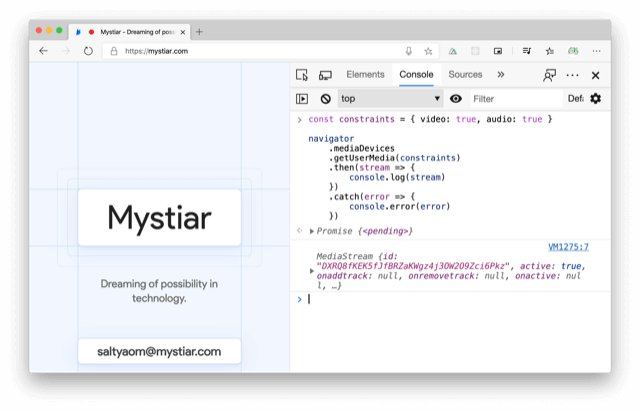 Mystiar - Dreaming of poss
https://mystiar.com
Mystiar
Dreaming of possibility in
technology.
saltyaom@mystiar.com
Elements Console Sources
top Filter Defa
const constraints = { video: true, audio: true }
navigator
.mediaDevices
.getUserMedia(constraints)
.then(stream => {
console.log(stream)
})
.catch(error => {
console.error(error)
})
Promise {<pending>}
VM1275:7
MediaStream {id:
"DXRQ8fKEK5fJfBRZaKWgz4j3OW2O9Zci6Pkz", active: true,
onaddtrack: null, onremovetrack: null, onactive: nul
l, …}